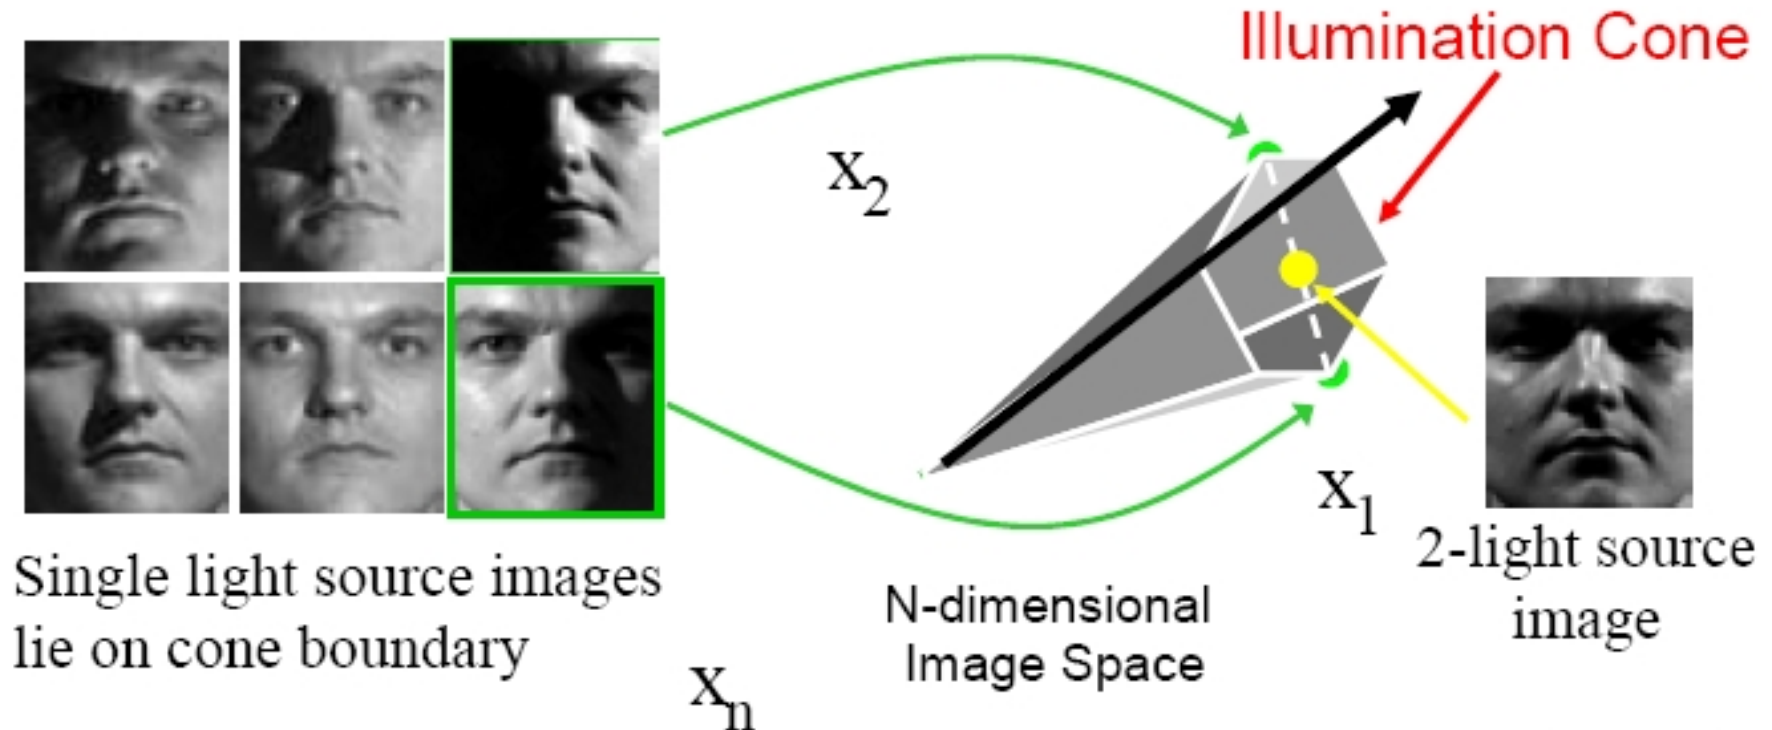 Illumination Cone
x2
x1
2-light source
image
Single light source images
lie on cone boundary
N-dimensional
Image Space
xn